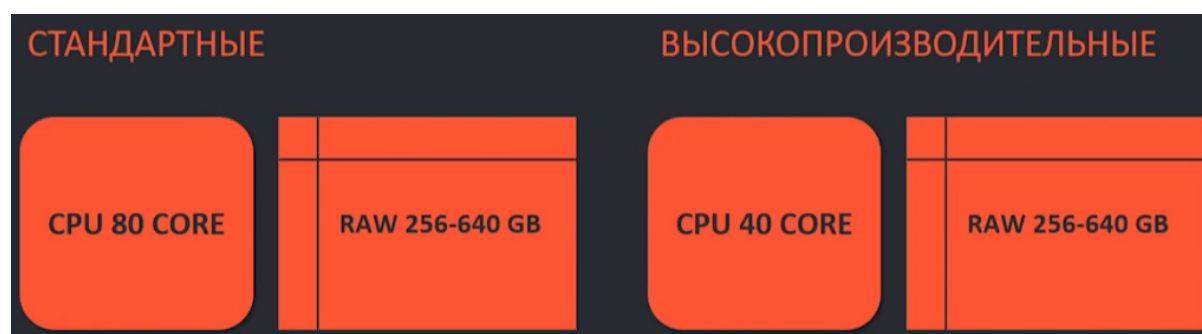 СТАНДАРТНЫЕ
ВЫСОКОПРОИЗВОДИТЕЛЬНЫЕ
CPU 80 CORE
RAW 256-640 GB
CPU 40 CORE
RAW 256-640 GB